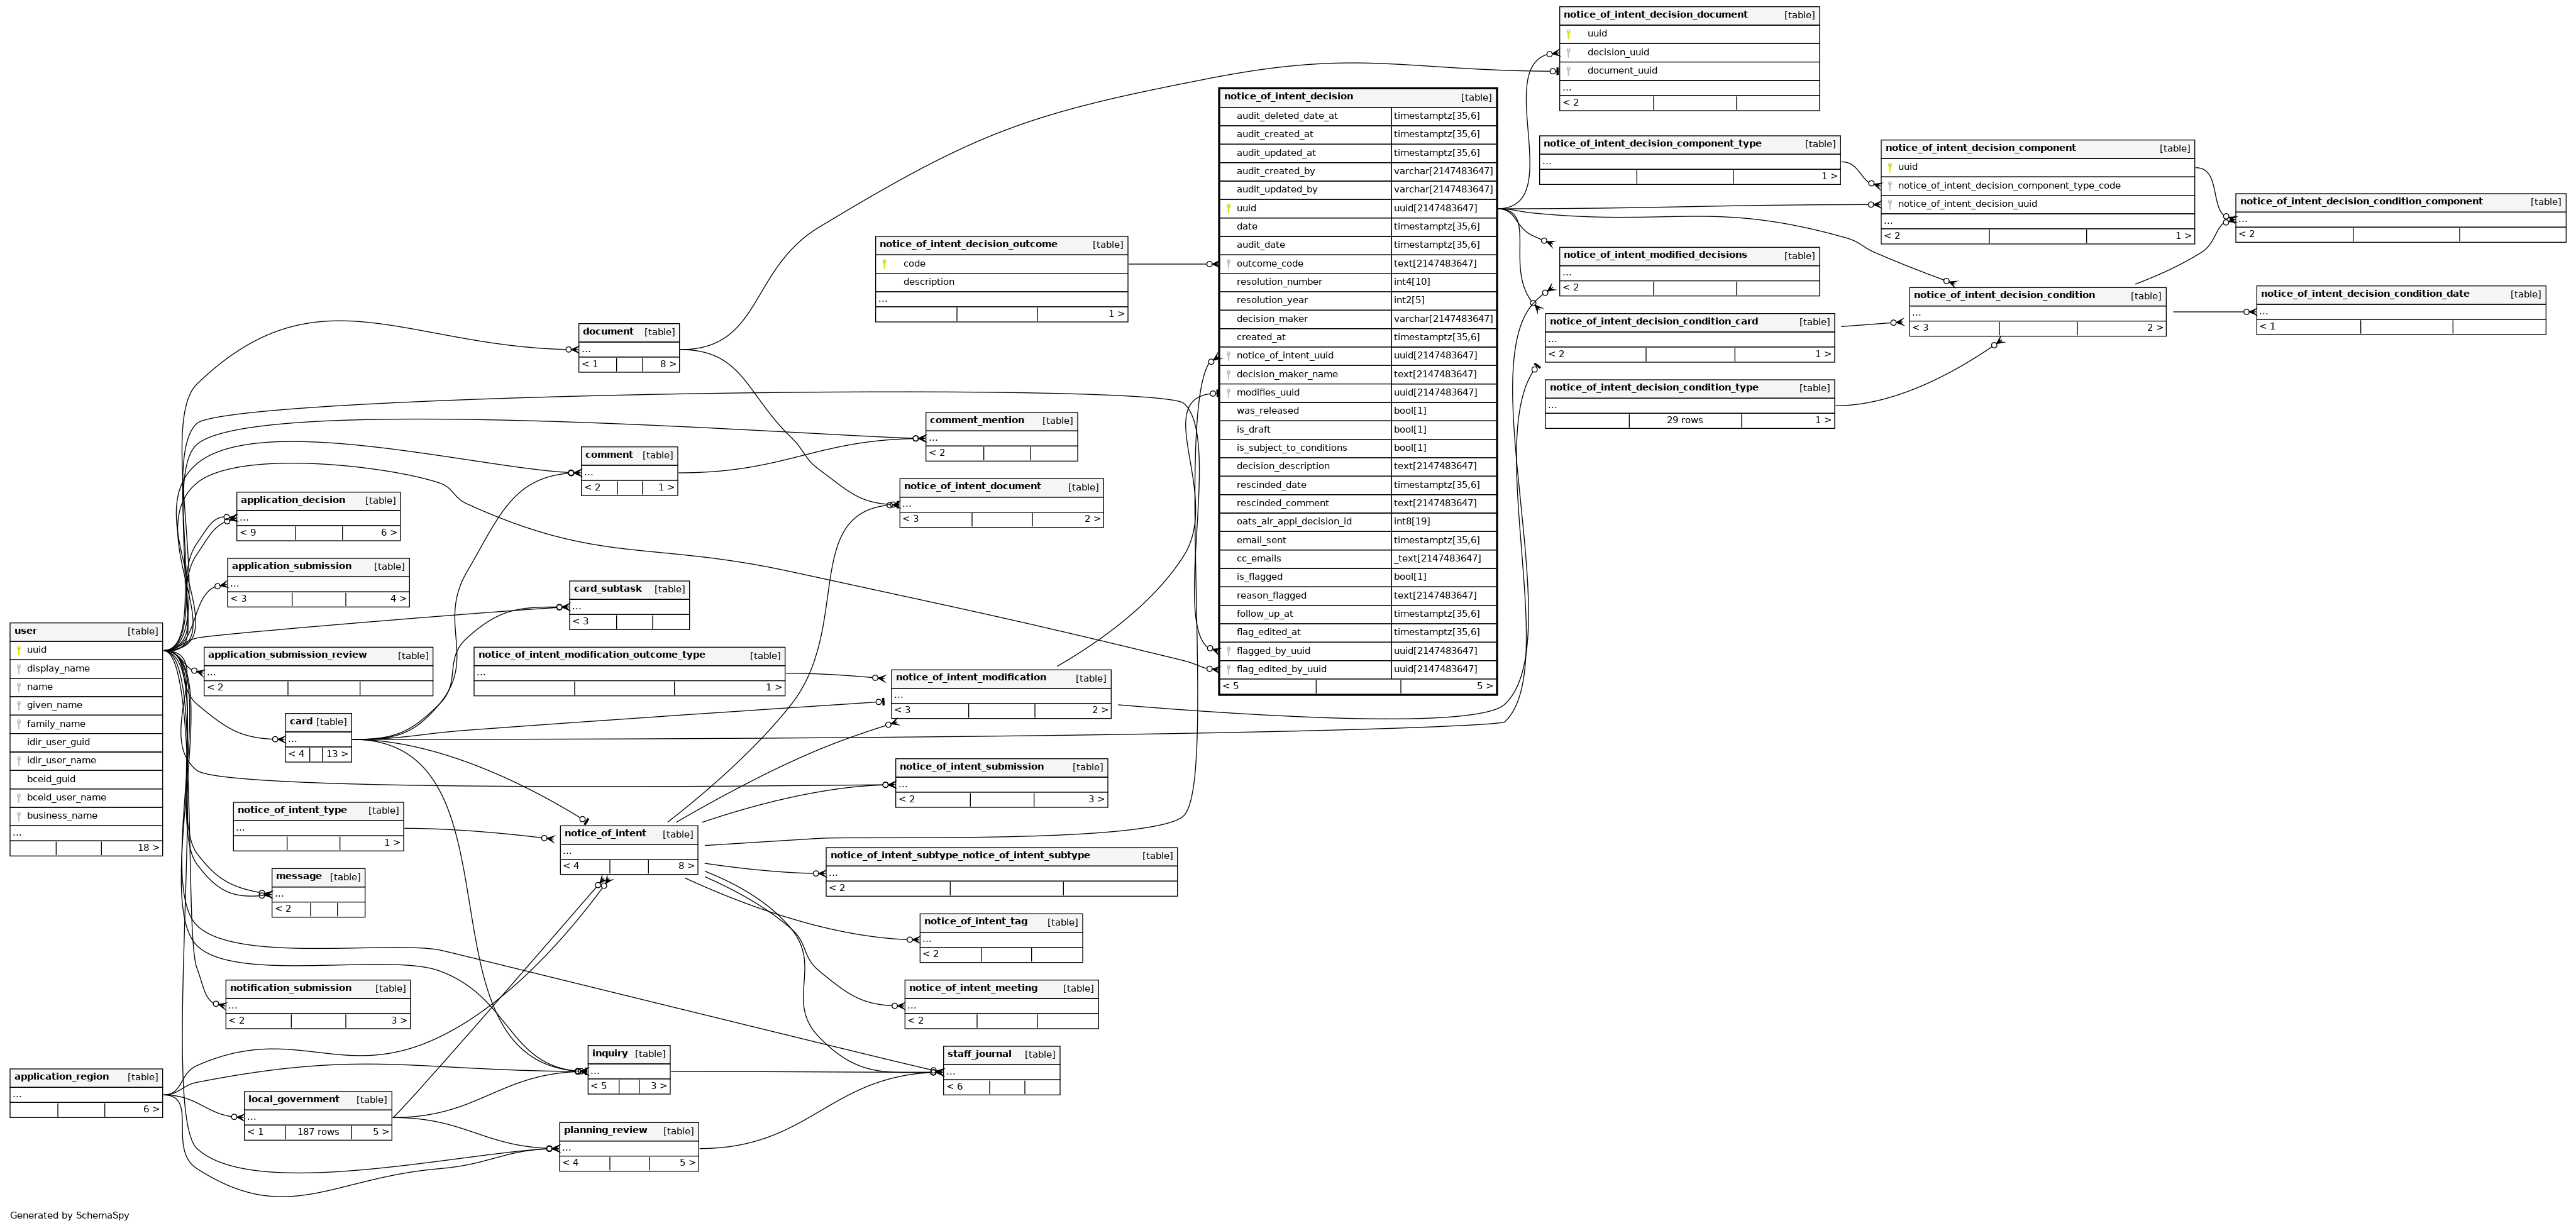 notice_of_intent_decision_document [table]
uuid
decision_uuid
document_uuid
...
< 2
notice_of_intent_decision [table]
audit_deleted_date_at timestamptz[35,6]
audit_created_at timestamptz[35,6]
audit_updated_at timestamptz[35,6]
audit_created_by varchar[2147483647]
audit_updated_by varchar[2147483647]
uuid uuid[2147483647]
date timestamptz[35,6]
audit_date timestamptz[35,6]
outcome_code text[2147483647]
resolution_number int4[10]
resolution_year int2[5]
decision_maker varchar[2147483647]
created_at timestamptz[35,6]
notice_of_intent_uuid uuid[2147483647]
decision_maker_name text[2147483647]
modifies_uuid uuid[2147483647]
was_released bool[1]
is_draft bool[1]
is_subject_to_conditions bool[1]
decision_description text[2147483647]
rescinded_date timestamptz[35,6]
rescinded_comment text[2147483647]
oats_alr_appl_decision_id int8[19]
email_sent timestamptz[35,6]
cc_emails _text[2147483647]
is_flagged bool[1]
reason_flagged text[2147483647]
follow_up_at timestamptz[35,6]
flag_edited_at timestamptz[35,6]
flagged_by_uuid uuid[2147483647]
flag_edited_by_uuid uuid[2147483647]
< 5 5 >
notice_of_intent_decision_component_type [table]
...
1 >
notice_of_intent_decision_component [table]
uuid
notice_of_intent_decision_component_type_code
notice_of_intent_decision_uuid
...
< 2 1 >
notice_of_intent_decision_condition_component [table]
...
< 2
notice_of_intent_decision_outcome [table]
code
description
...
1 >
notice_of_intent_modified_decisions [table]
...
< 2
notice_of_intent_decision_condition [table]
...
< 3 2 >
notice_of_intent_decision_condition_date [table]
...
< 1
notice_of_intent_decision_condition_card [table]
...
< 2 1 >
notice_of_intent_decision_condition_type [table]
...
29 rows 1 >
document [table]
...
< 1 8 >
comment_mention [table]
...
< 2
comment [table]
...
< 2 1 >
notice_of_intent_document [table]
...
< 3 2 >
application_decision [table]
...
< 9 6 >
application_submission [table]
...
< 3 4 >
card_subtask [table]
...
< 3
user [table]
uuid
display_name
name
given_name
family_name
idir_user_guid
idir_user_name
bceid_guid
bceid_user_name
business_name
...
18 >
application_submission_review [table]
...
< 2
notice_of_intent_modification_outcome_type [table]
...
1 >
notice_of_intent_modification [table]
...
< 3 2 >
card [table]
...
< 4 13 >
notice_of_intent_submission [table]
...
< 2 3 >
notice_of_intent_type [table]
...
1 >
notice_of_intent [table]
...
< 4 8 >
notice_of_intent_subtype_notice_of_intent_subtype [table]
...
< 2
message [table]
...
< 2
notice_of_intent_tag [table]
...
< 2
notification_submission [table]
...
< 2 3 >
notice_of_intent_meeting [table]
...
< 2
inquiry [table]
...
< 5 3 >
staff_journal [table]
...
< 6
application_region [table]
...
6 >
local_government [table]
...
< 1 187 rows 5 >
planning_review [table]
...
< 4 5 >
Generated by SchemaSpy